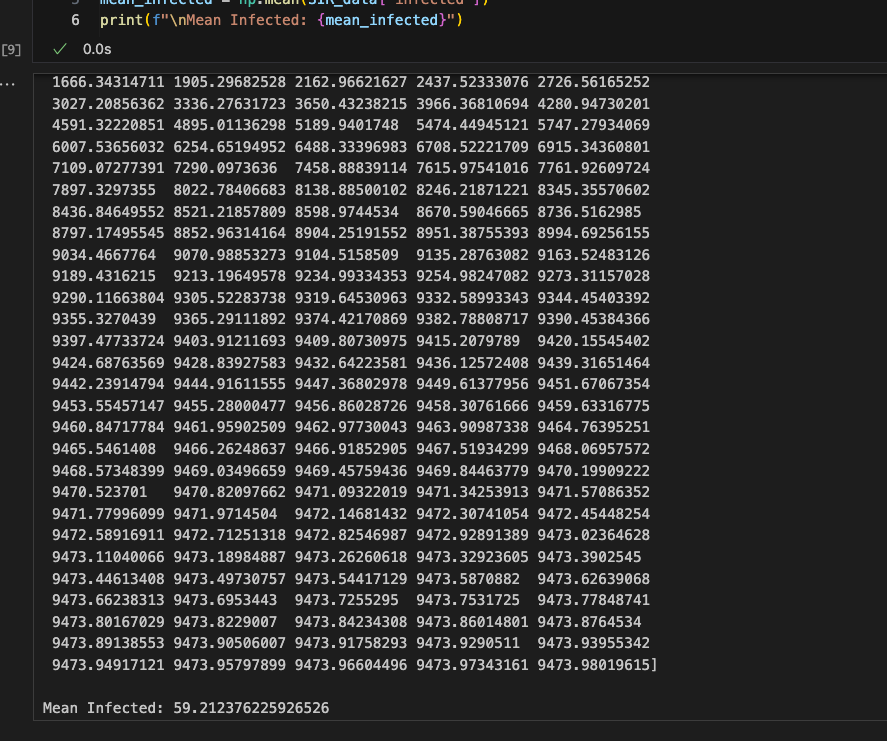 5 mean_infected = np.mean(SIR_data['infected'])
6 print(f"\nMean Infected: {mean_infected}")
[9] ✓ 0.0s
...
1666.34314711 1905.29682528 2162.96621627 2437.52333076 2726.56165252
3027.20856362 3336.27631723 3650.43238215 3966.36810694 4280.94730201
4591.32220851 4895.01136298 5189.9401748 5474.44945121 5747.27934069
6007.53656032 6254.65194952 6488.33396983 6708.52221709 6915.34360801
7109.07277391 7290.0973636 7458.88839114 7615.97541016 7761.92609724
7897.3297355 8022.78406683 8138.88500102 8246.21871221 8345.35570602
8436.84649552 8521.21857809 8598.9744534 8670.59046665 8736.5162985
8797.17495545 8852.96314164 8904.25191552 8951.38755393 8994.69256155
9034.4667764 9070.98853273 9104.5158509 9135.28763082 9163.52483126
9189.4316215 9213.19649578 9234.99334353 9254.98247082 9273.31157028
9290.11663804 9305.52283738 9319.64530963 9332.58993343 9344.45403392
9355.3270439 9365.29111892 9374.42170869 9382.78808717 9390.45384366
9397.47733724 9403.91211693 9409.80730975 9415.2079789 9420.15545402
9424.68763569 9428.83927583 9432.64223581 9436.12572408 9439.31651464
9442.23914794 9444.91611555 9447.36802978 9449.61377956 9451.67067354
9453.55457147 9455.28000477 9456.86028726 9458.30761666 9459.63316775
9460.84717784 9461.95902509 9462.97730043 9463.90987338 9464.76395251
9465.5461408 9466.26248637 9466.91852905 9467.51934299 9468.06957572
9468.57348399 9469.03496659 9469.45759436 9469.84463779 9470.19909222
9470.523701 9470.82097662 9471.09322019 9471.34253913 9471.57086352
9471.77996099 9471.9714504 9472.14681432 9472.30741054 9472.45448254
9472.58916911 9472.71251318 9472.82546987 9472.92891389 9473.02364628
9473.11040066 9473.18984887 9473.26260618 9473.32923605 9473.3902545
9473.44613408 9473.49730757 9473.54417129 9473.5870882 9473.62639068
9473.66238313 9473.6953443 9473.7255295 9473.7531725 9473.77848741
9473.80167029 9473.8229007 9473.84234308 9473.86014801 9473.8764534
9473.89138553 9473.90506007 9473.91758293 9473.9290511 9473.93955342
9473.94917121 9473.95797899 9473.96604496 9473.97343161 9473.98019615]
Mean Infected: 59.212376225926526